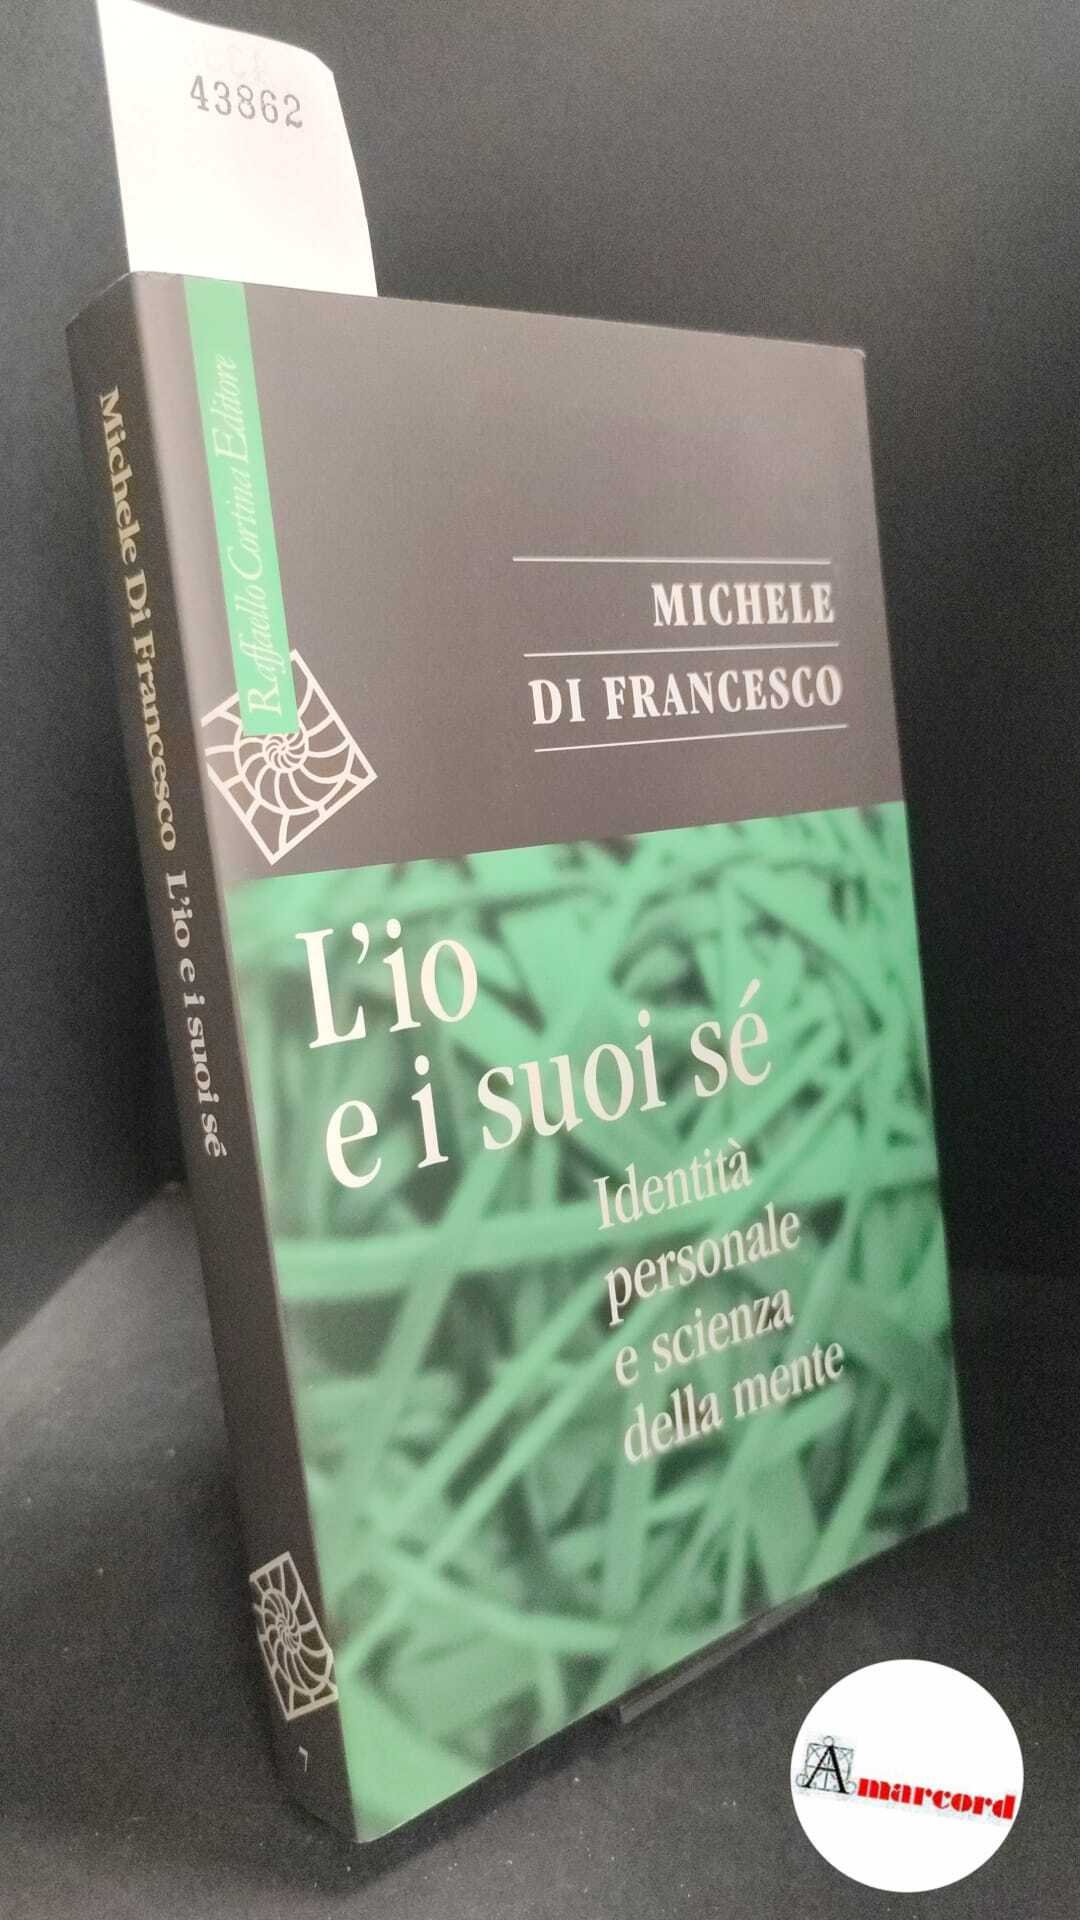 43862
Raffaello Cortina Editore
MICHELE
DI FRANCESCO
L'io
e i suoi sé
Identità
personale
e scienza
della mente
Michele Di Francesco L'io e i suoi sé
7
Amarcord